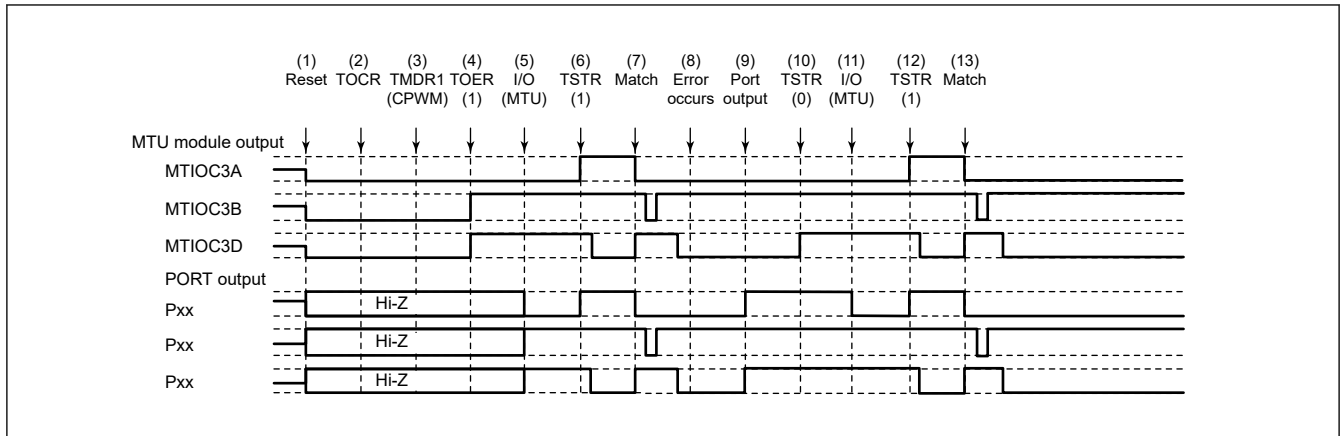 (1) (2) (3) (4) (5) (6) (7) (8) (9) (10) (11) (12) (13)
Reset TOCR TMDR1 TOER I/O TSTR Match Error Port TSTR I/O TSTR Match
(CPWM) (1) (MTU) (1) occurs output (0) (MTU) (1)
MTU module output
MTIOC3A
MTIOC3B
MTIOC3D
PORT output
Pxx Hi-Z
Pxx Hi-Z
Pxx Hi-Z